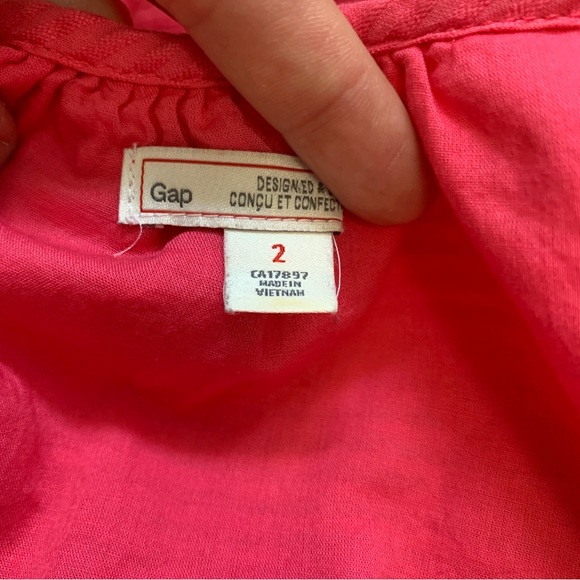 Gap
DESIGNED &
CONÇU ET CONFECT
2
CA17897
MADE IN
VIETNAM